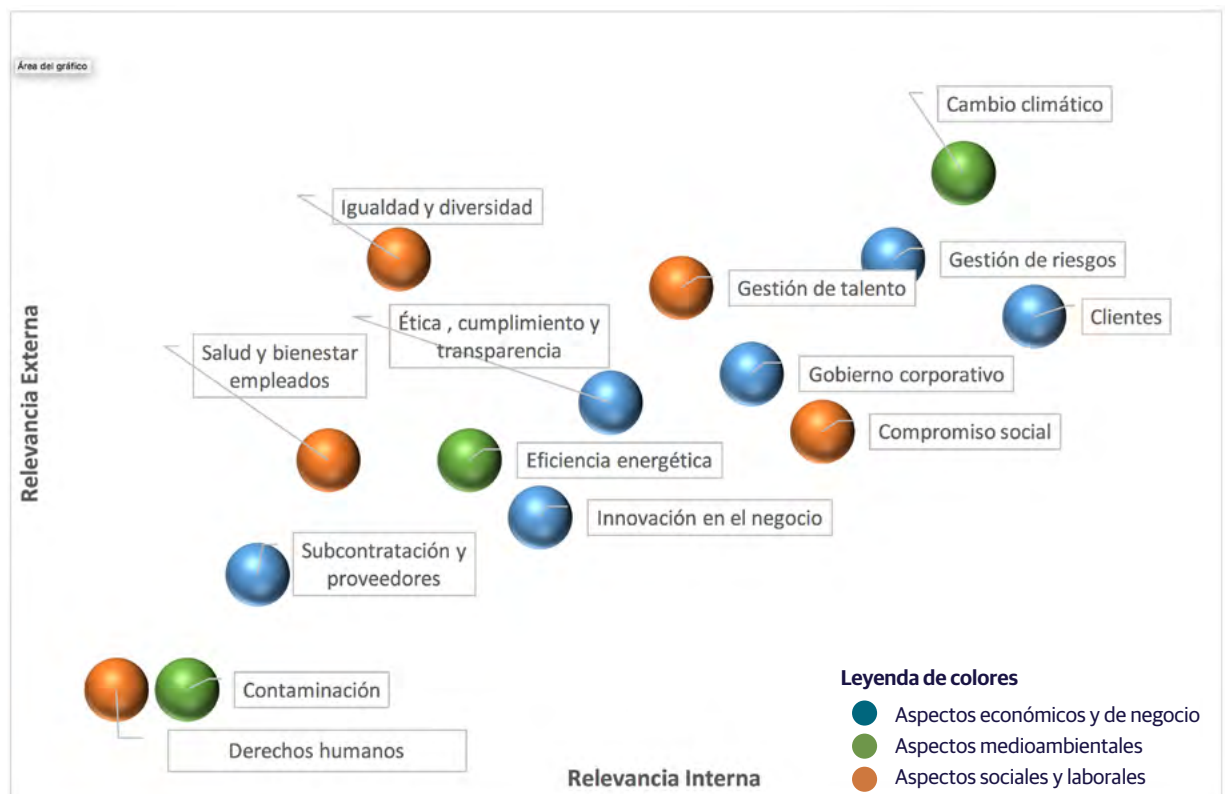 Área del gráfico
Cambio climático
Igualdad y diversidad
Gestión de riesgos
Gestión de talento
Clientes
Ética , cumplimiento y
transparencia
Salud y bienestar
empleados
Gobierno corporativo
Compromiso social
Eficiencia energética
Innovación en el negocio
Subcontratación y
proveedores
Contaminación
Derechos humanos
Relevancia Externa
Relevancia Interna
Leyenda de colores
Aspectos económicos y de negocio
Aspectos medioambientales
Aspectos sociales y laborales